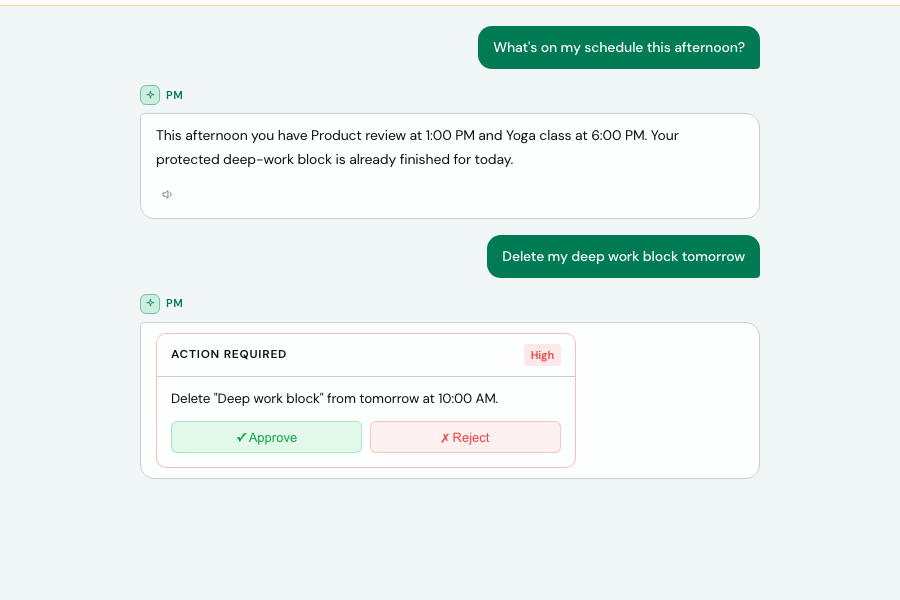 What's on my schedule this afternoon?
PM
This afternoon you have Product review at 1:00 PM and Yoga class at 6:00 PM. Your
protected deep-work block is already finished for today.
Delete my deep work block tomorrow
PM
ACTION REQUIRED High
Delete "Deep work block" from tomorrow at 10:00 AM.
✓ Approve ✗ Reject